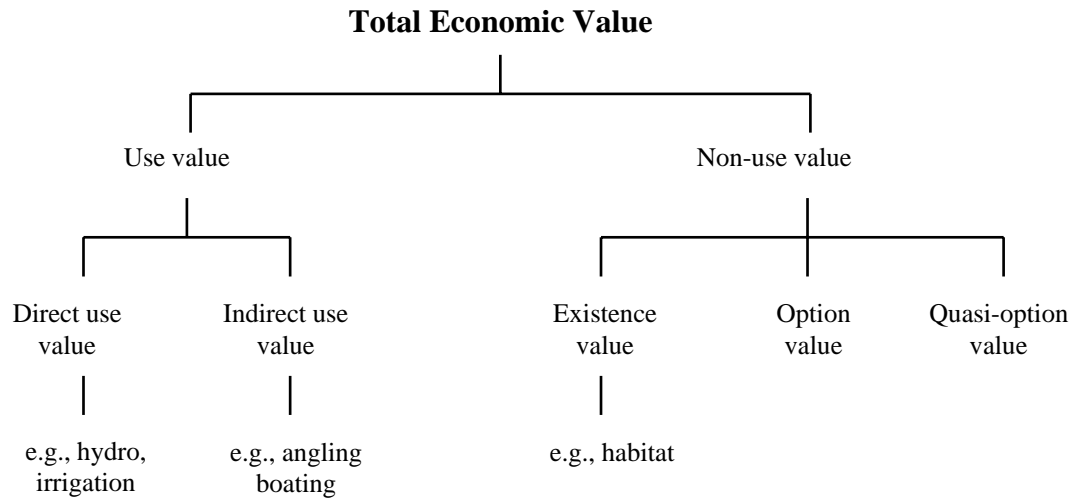 Total Economic Value
Use value
Non-use value
Direct use
value
Indirect use
value
Existence
value
Option
value
Quasi-option
value
e.g., hydro,
irrigation
e.g., angling
boating
e.g., habitat